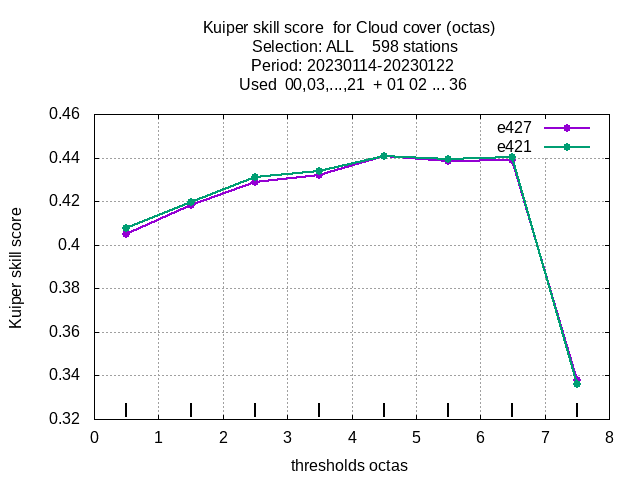 Kuiper skill score  for Cloud cover (octas)
Selection: ALL    598 stations
Period: 20230114-20230122
Used  00,03,...,21  + 01 02 ... 36
e427
e421
Kuiper skill score
0.46
0.44
0.42
0.4
0.38
0.36
0.34
0.32
0 1 2 3 4 5 6 7 8
thresholds octas